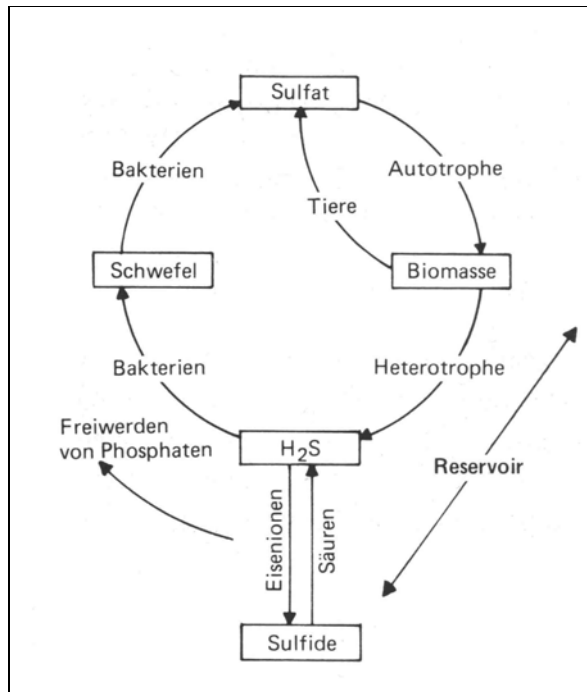 Sulfat
Bakterien
Autotrophe
Tiere
Schwefel
Biomasse
Bakterien
Heterotrophe
Freiwerden
von Phosphaten
H₂S
Reservoir
Eisenionen
Säuren
Sulfide